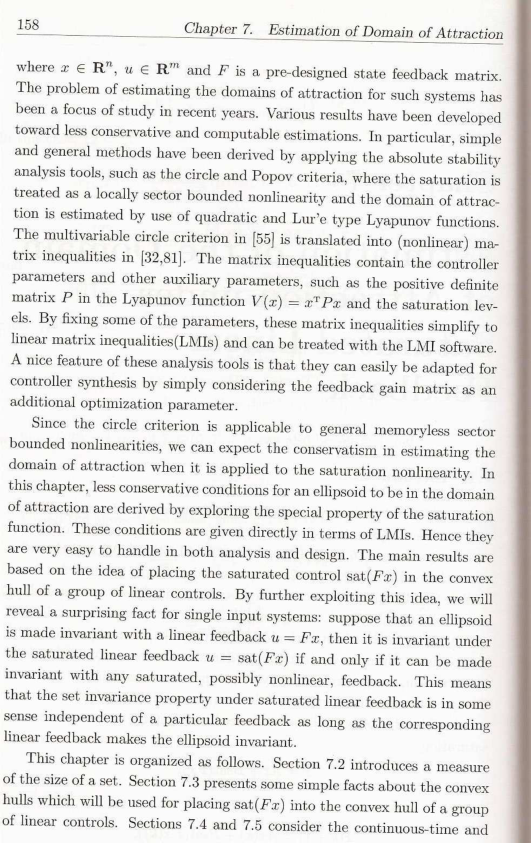 158
Chapter 7. Estimation of Domain of Attraction
where x ∈ Rⁿ, u ∈ Rᵐ and F is a pre-designed state feedback matrix.
The problem of estimating the domains of attraction for such systems has
been a focus of study in recent years. Various results have been developed
toward less conservative and computable estimations. In particular, simple
and general methods have been derived by applying the absolute stability
analysis tools, such as the circle and Popov criteria, where the saturation is
treated as a locally sector bounded nonlinearity and the domain of attrac-
tion is estimated by use of quadratic and Lur'e type Lyapunov functions.
The multivariable circle criterion in [55] is translated into (nonlinear) ma-
trix inequalities in [32,81]. The matrix inequalities contain the controller
parameters and other auxiliary parameters, such as the positive definite
matrix P in the Lyapunov function V(x) = xᵀPx and the saturation lev-
els. By fixing some of the parameters, these matrix inequalities simplify to
linear matrix inequalities(LMIs) and can be treated with the LMI software.
A nice feature of these analysis tools is that they can easily be adapted for
controller synthesis by simply considering the feedback gain matrix as an
additional optimization parameter.
Since the circle criterion is applicable to general memoryless sector
bounded nonlinearities, we can expect the conservatism in estimating the
domain of attraction when it is applied to the saturation nonlinearity. In
this chapter, less conservative conditions for an ellipsoid to be in the domain
of attraction are derived by exploring the special property of the saturation
function. These conditions are given directly in terms of LMIs. Hence they
are very easy to handle in both analysis and design. The main results are
based on the idea of placing the saturated control sat(Fx) in the convex
hull of a group of linear controls. By further exploiting this idea, we will
reveal a surprising fact for single input systems: suppose that an ellipsoid
is made invariant with a linear feedback u = Fx, then it is invariant under
the saturated linear feedback u = sat(Fx) if and only if it can be made
invariant with any saturated, possibly nonlinear, feedback. This means
that the set invariance property under saturated linear feedback is in some
sense independent of a particular feedback as long as the corresponding
linear feedback makes the ellipsoid invariant.
This chapter is organized as follows. Section 7.2 introduces a measure
of the size of a set. Section 7.3 presents some simple facts about the convex
hulls which will be used for placing sat(Fx) into the convex hull of a group
of linear controls. Sections 7.4 and 7.5 consider the continuous-time and